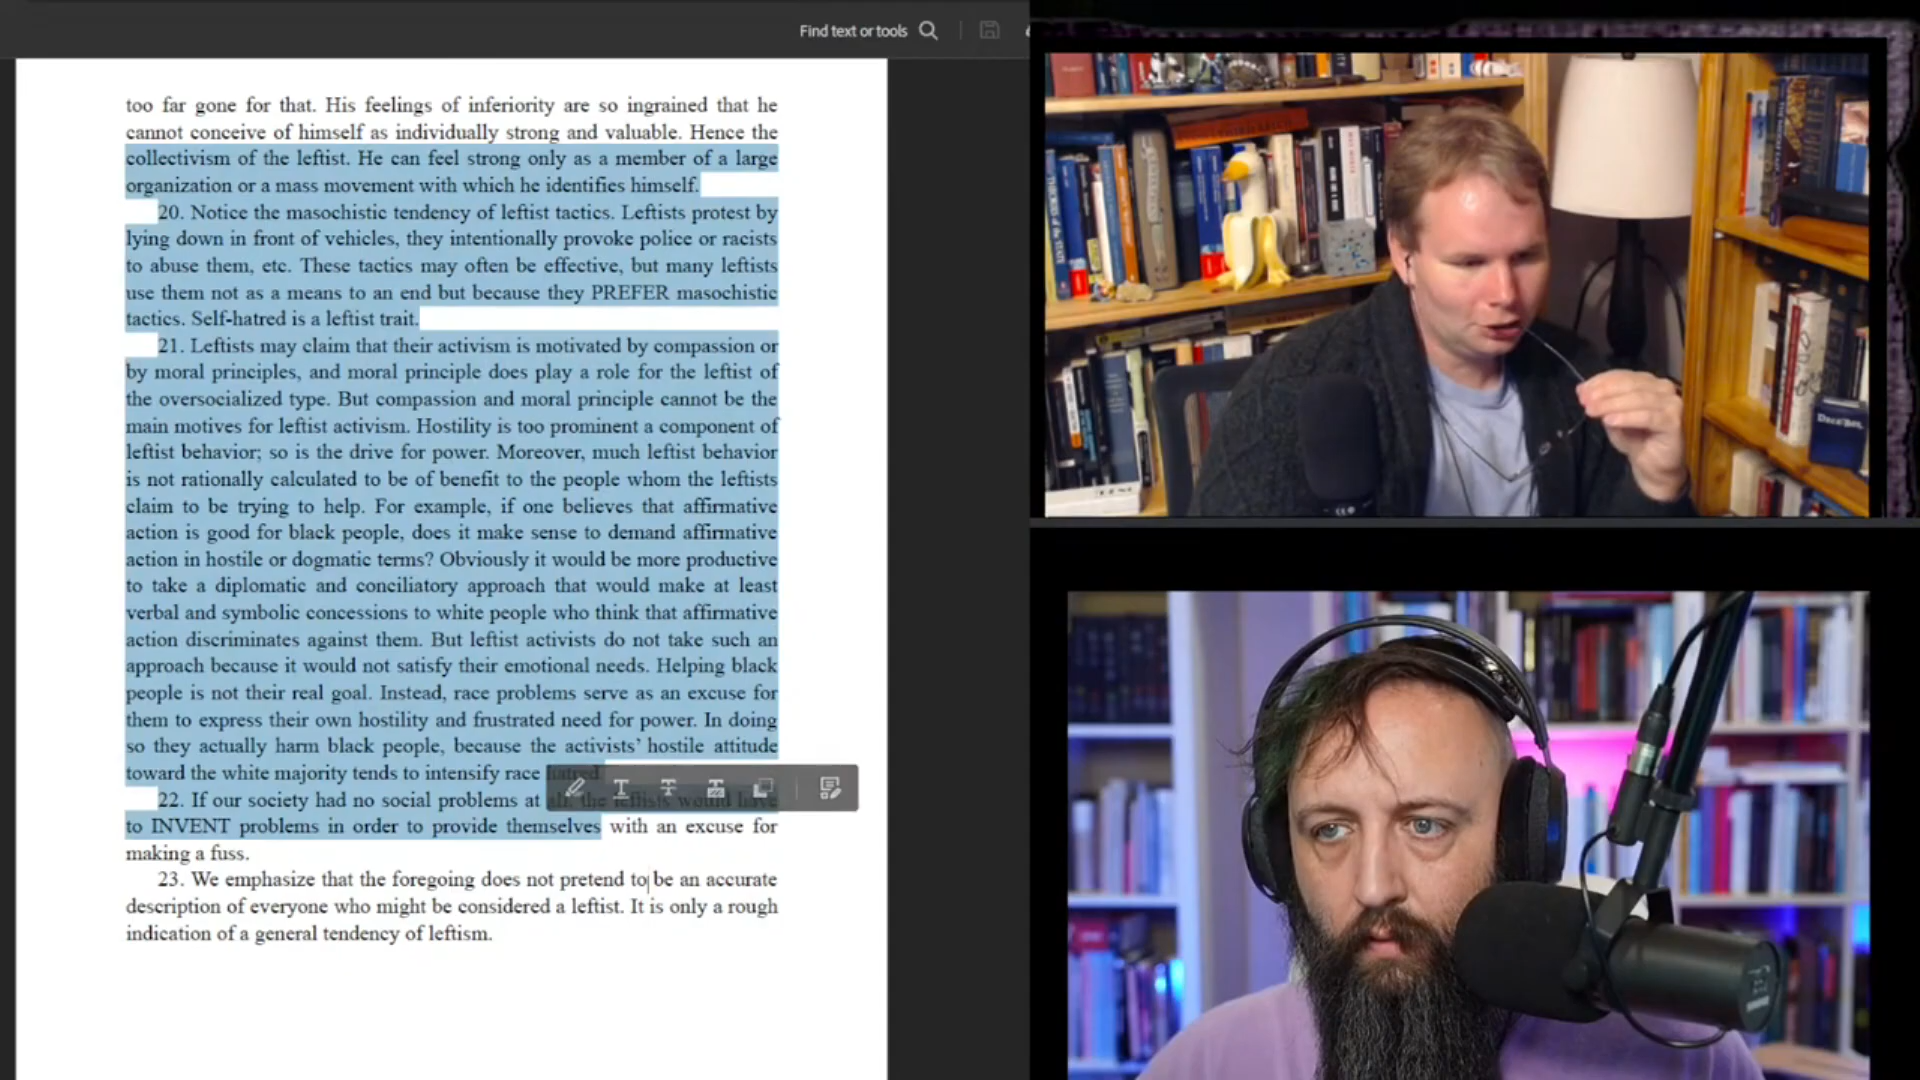 Find text or tools
too far gone for that. His feelings of inferiority are so ingrained that he
cannot conceive of himself as individually strong and valuable. Hence the
collectivism of the leftist. He can feel strong only as a member of a large
organization or a mass movement with which he identifies himself.
20. Notice the masochistic tendency of leftist tactics. Leftists protest by
lying down in front of vehicles, they intentionally provoke police or racists
to abuse them, etc. These tactics may often be effective, but many leftists
use them not as a means to an end but because they PREFER masochistic
tactics. Self-hatred is a leftist trait.
21. Leftists may claim that their activism is motivated by compassion or
by moral principles, and moral principle does play a role for the leftist of
the oversocialized type. But compassion and moral principle cannot be the
main motives for leftist activism. Hostility is too prominent a component of
leftist behavior; so is the drive for power. Moreover, much leftist behavior
is not rationally calculated to be of benefit to the people whom the leftists
claim to be trying to help. For example, if one believes that affirmative
action is good for black people, does it make sense to demand affirmative
action in hostile or dogmatic terms? Obviously it would be more productive
to take a diplomatic and conciliatory approach that would make at least
verbal and symbolic concessions to white people who think that affirmative
action discriminates against them. But leftist activists do not take such an
approach because it would not satisfy their emotional needs. Helping black
people is not their real goal. Instead, race problems serve as an excuse for
them to express their own hostility and frustrated need for power. In doing
so they actually harm black people, because the activists’ hostile attitude
toward the white majority tends to intensify race hatred.
22. If our society had no social problems at all, the leftists would have
to INVENT problems in order to provide themselves with an excuse for
making a fuss.
23. We emphasize that the foregoing does not pretend to be an accurate
description of everyone who might be considered a leftist. It is only a rough
indication of a general tendency of leftism.